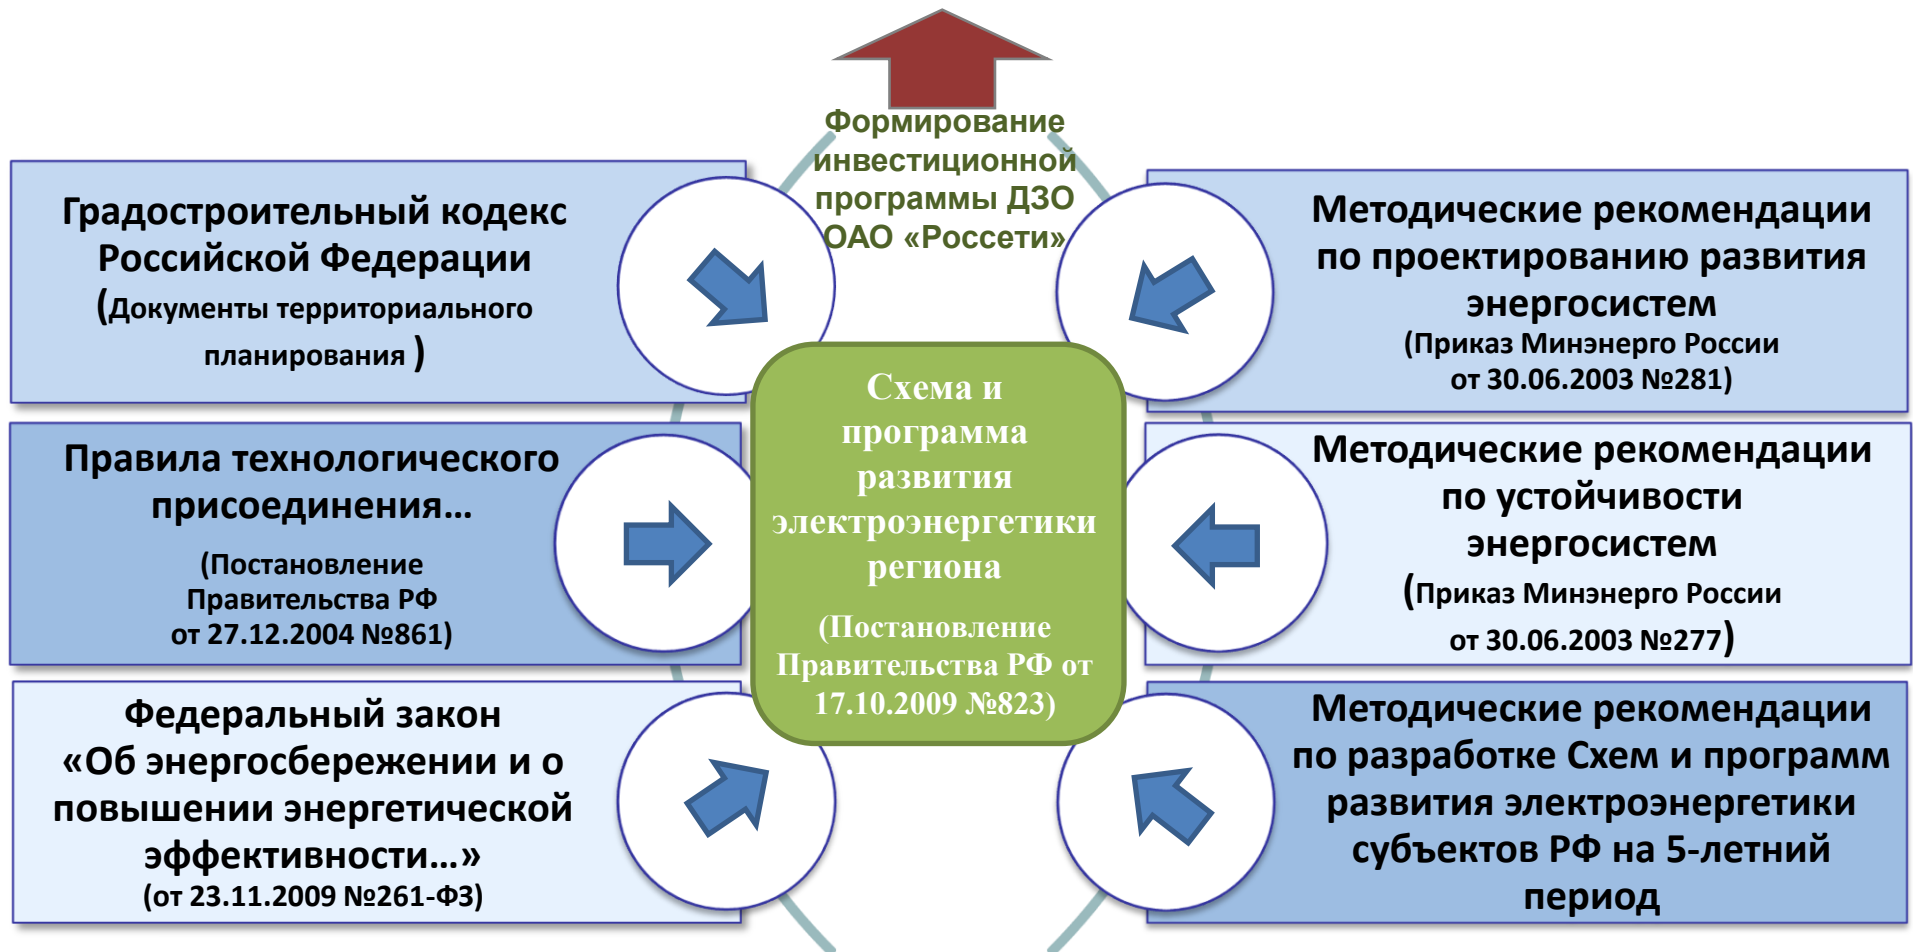 Формирование
инвестиционной
программы ДЗО
ОАО «Россети»
Градостроительный кодекс
Российской Федерации
(Документы территориального
планирования )
Правила технологического
присоединения…
(Постановление
Правительства РФ
от 27.12.2004 №861)
Федеральный закон
«Об энергосбережении и о
повышении энергетической
эффективности…»
(от 23.11.2009 №261-ФЗ)
Схема и
программа
развития
электроэнергетики
региона
(Постановление
Правительства РФ от
17.10.2009 №823)
Методические рекомендации
по проектированию развития
энергосистем
(Приказ Минэнерго России
от 30.06.2003 №281)
Методические рекомендации
по устойчивости
энергосистем
(Приказ Минэнерго России
от 30.06.2003 №277)
Методические рекомендации
по разработке Схем и программ
развития электроэнергетики
субъектов РФ на 5-летний
период